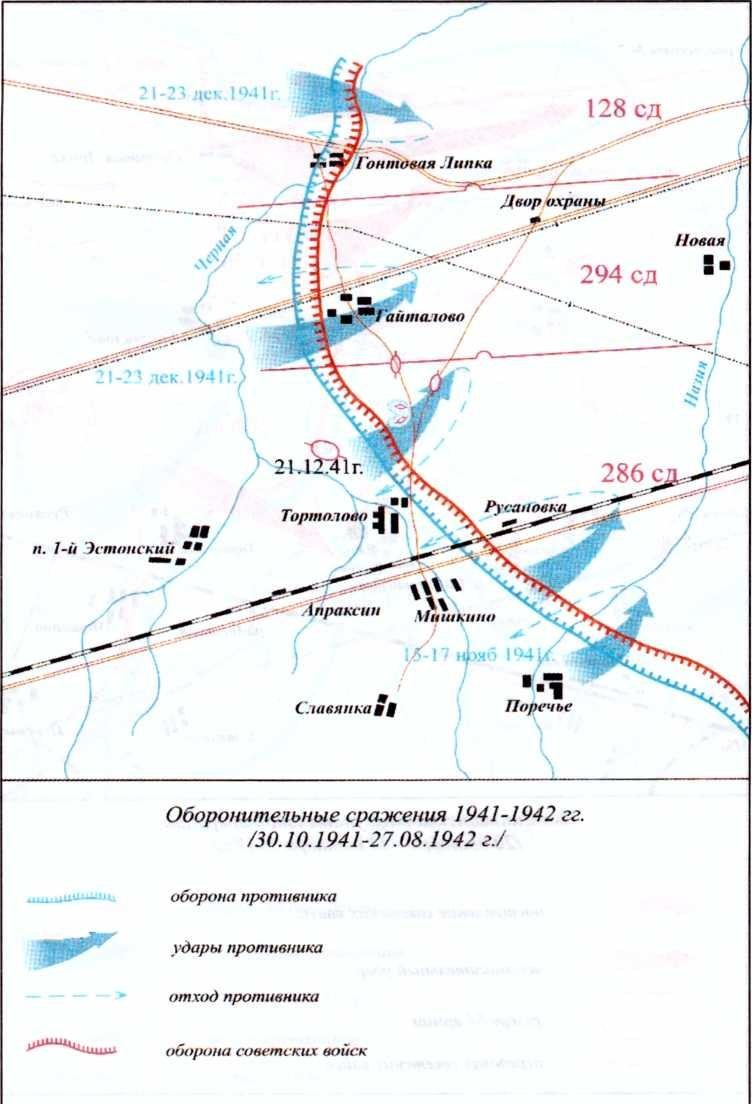 21-23 дек.1941г.
128 сд
Гонтовая Липка
Двор охраны
Черная
Новая
294 сд
Гайталово
21-23 дек.1941г.
Назия
21.12.41г.
286 сд
Тортолово
Русановка
п. 1-й Эстонский
Апраксин
Мишкино
15-17 нояб 1941г.
Славянка
Поречье
Оборонительные сражения 1941-1942 гг.
/30.10.1941-27.08.1942 г./
оборона противника
удары противника
отход противника
оборона советских войск